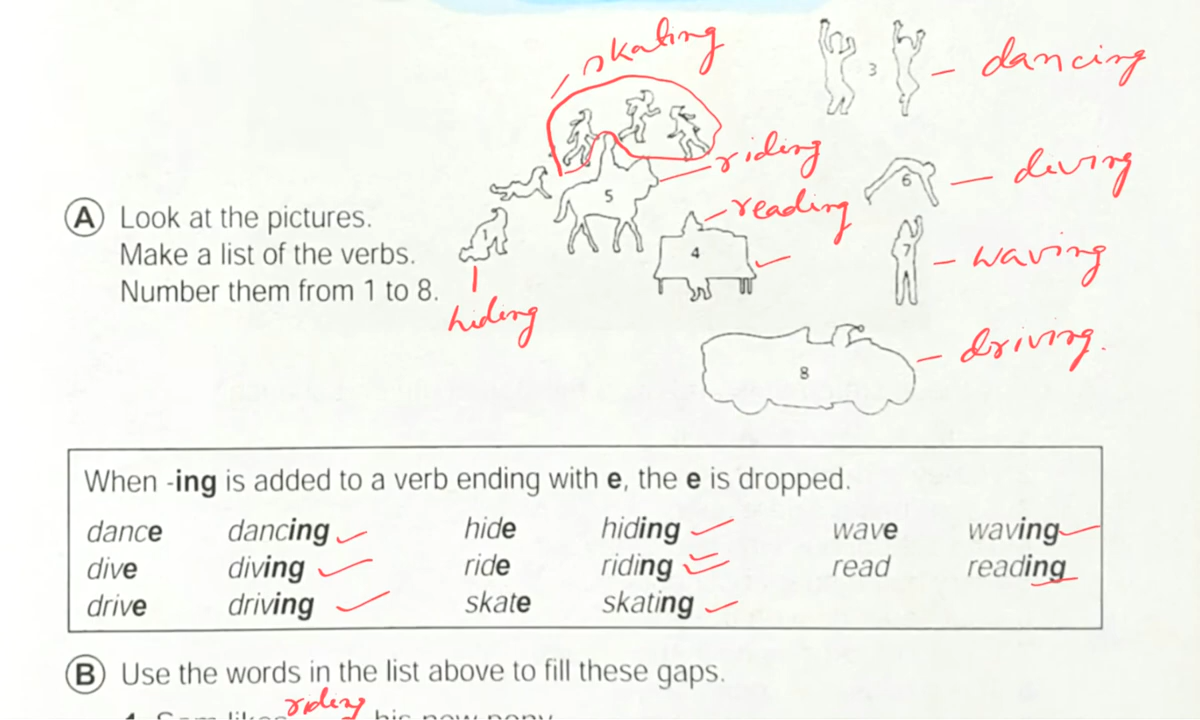 skating
3
dancing
riding
5
diving
6
reading
A Look at the pictures.
4
waving
7
Make a list of the verbs.
Number them from 1 to 8.
hiding
driving.
8
When -ing is added to a verb ending with e, the e is dropped.
dance dancing hide hiding wave waving
dive diving ride riding read reading
drive driving skate skating
B Use the words in the list above to fill these gaps.
riding